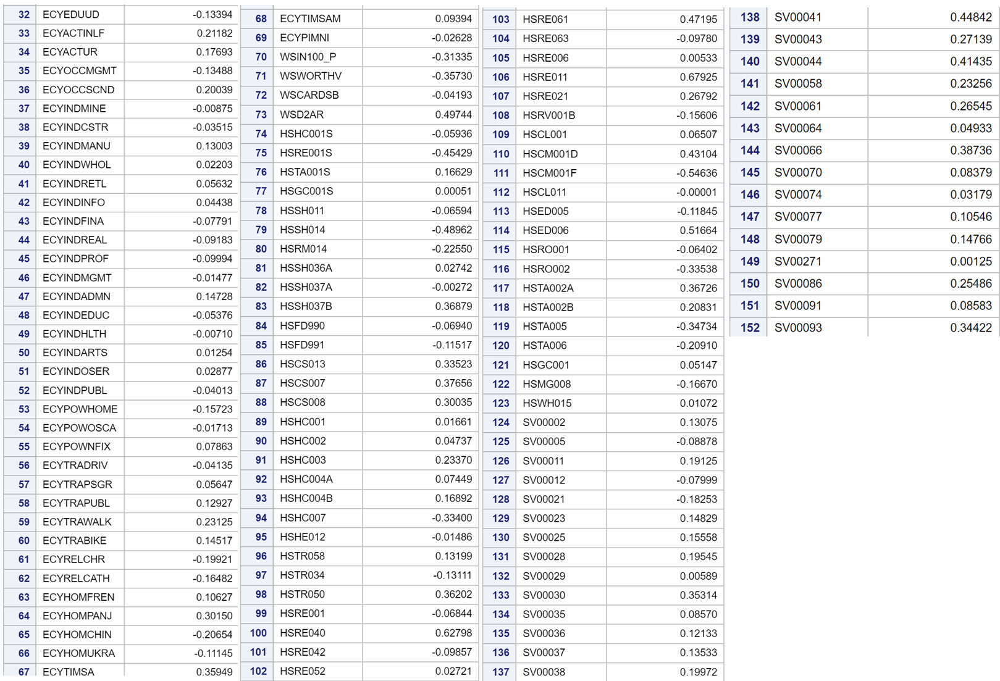 32 ECYEDUUD -0.13394
33 ECYACTINLF 0.21182
34 ECYACTUR 0.17693
35 ECYOCCMGMT -0.13488
36 ECYOCCSCND 0.20039
37 ECYINDMINE -0.00875
38 ECYINDCSTR -0.03515
39 ECYINDMANU 0.13003
40 ECYINDWHOL 0.02203
41 ECYINDRETL 0.05632
42 ECYINDINFO 0.04438
43 ECYINDFINA -0.07791
44 ECYINDREAL -0.09183
45 ECYINDPROF -0.09994
46 ECYINDMGMT -0.01477
47 ECYINDADMN 0.14728
48 ECYINDEDUC -0.05376
49 ECYINDHLTH -0.00710
50 ECYINDARTS 0.01254
51 ECYINDOSER 0.02877
52 ECYINDPUBL -0.04013
53 ECYPOWHOME -0.15723
54 ECYPOWOSCA -0.01713
55 ECYPOWNFIX 0.07863
56 ECYTRADRIV -0.04135
57 ECYTRAPSGR 0.05647
58 ECYTRAPUBL 0.12927
59 ECYTRAWALK 0.23125
60 ECYTRABIKE 0.14517
61 ECYRELCHR -0.19921
62 ECYRELCATH -0.16482
63 ECYHOMFREN 0.10627
64 ECYHOMPANJ 0.30150
65 ECYHOMCHIN -0.20654
66 ECYHOMUKRA -0.11145
67 ECYTIMSA 0.35949
68 ECYTIMSAM 0.09394
69 ECYPIMNI -0.02628
70 WSIN100_P -0.31335
71 WSWORTHV -0.35730
72 WSCARDSB -0.04193
73 WSD2AR 0.49744
74 HSHC001S -0.05936
75 HSRE001S -0.45429
76 HSTA001S 0.16629
77 HSGC001S 0.00051
78 HSSH011 -0.06594
79 HSSH014 -0.48962
80 HSRM014 -0.22550
81 HSSH036A 0.02742
82 HSSH037A -0.00272
83 HSSH037B 0.36879
84 HSFD990 -0.06940
85 HSFD991 -0.11517
86 HSCS013 0.33523
87 HSCS007 0.37656
88 HSCS008 0.30035
89 HSHC001 0.01661
90 HSHC002 0.04737
91 HSHC003 0.23370
92 HSHC004A 0.07449
93 HSHC004B 0.16892
94 HSHC007 -0.33400
95 HSHE012 -0.01486
96 HSTR058 0.13199
97 HSTR034 -0.13111
98 HSTR050 0.36202
99 HSRE001 -0.06844
100 HSRE040 0.62798
101 HSRE042 -0.09857
102 HSRE052 0.02721
103 HSRE061 0.47195
104 HSRE063 -0.09780
105 HSRE006 0.00533
106 HSRE011 0.67925
107 HSRE021 0.26792
108 HSRV001B -0.15606
109 HSCL001 0.06507
110 HSCM001D 0.43104
111 HSCM001F -0.54636
112 HSCL011 -0.00001
113 HSED005 -0.11845
114 HSED006 0.51664
115 HSRO001 -0.06402
116 HSRO002 -0.33538
117 HSTA002A 0.36726
118 HSTA002B 0.20831
119 HSTA005 -0.34734
120 HSTA006 -0.20910
121 HSGC001 0.05147
122 HSMG008 -0.16670
123 HSWH015 0.01072
124 SV00002 0.13075
125 SV00005 -0.08878
126 SV00011 0.19125
127 SV00012 -0.07999
128 SV00021 -0.18253
129 SV00023 0.14829
130 SV00025 0.15558
131 SV00028 0.19545
132 SV00029 0.00589
133 SV00030 0.35314
134 SV00035 0.08570
135 SV00036 0.12133
136 SV00037 0.13533
137 SV00038 0.19972
138 SV00041 0.44842
139 SV00043 0.27139
140 SV00044 0.41435
141 SV00058 0.23256
142 SV00061 0.26545
143 SV00064 0.04933
144 SV00066 0.38736
145 SV00070 0.08379
146 SV00074 0.03179
147 SV00077 0.10546
148 SV00079 0.14766
149 SV00271 0.00125
150 SV00086 0.25486
151 SV00091 0.08583
152 SV00093 0.34422